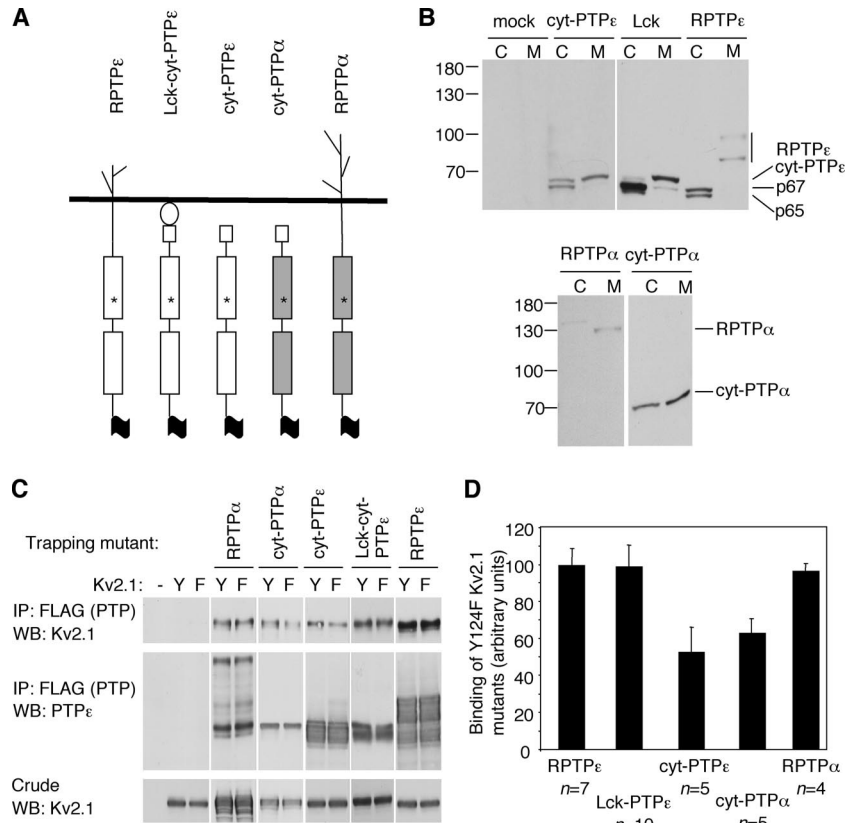 A
RPTPε
Lck-cyt-PTPε
cyt-PTPε
cyt-PTPα
RPTPα
* * * * *
B
mock cyt-PTPε Lck RPTPε
C M C M C M C M
180
130
100
70
RPTPε
cyt-PTPε
p67
p65
RPTPα cyt-PTPα
C M C M
180
130
100
70
RPTPα
cyt-PTPα
C
Trapping mutant:
RPTPα
cyt-PTPα
cyt-PTPε
Lck-cyt-
PTPε
RPTPε
Kv2.1: - Y F Y F Y F Y F Y F Y F
IP: FLAG (PTP)
WB: Kv2.1
IP: FLAG (PTP)
WB: PTPε
Crude
WB: Kv2.1
D
Binding of Y124F Kv2.1
mutants (arbitrary units)
120
100
80
60
40
20
0
RPTPε
n=7
Lck-PTPε
n=10
cyt-PTPε
n=5
cyt-PTPα
n=5
RPTPα
n=4